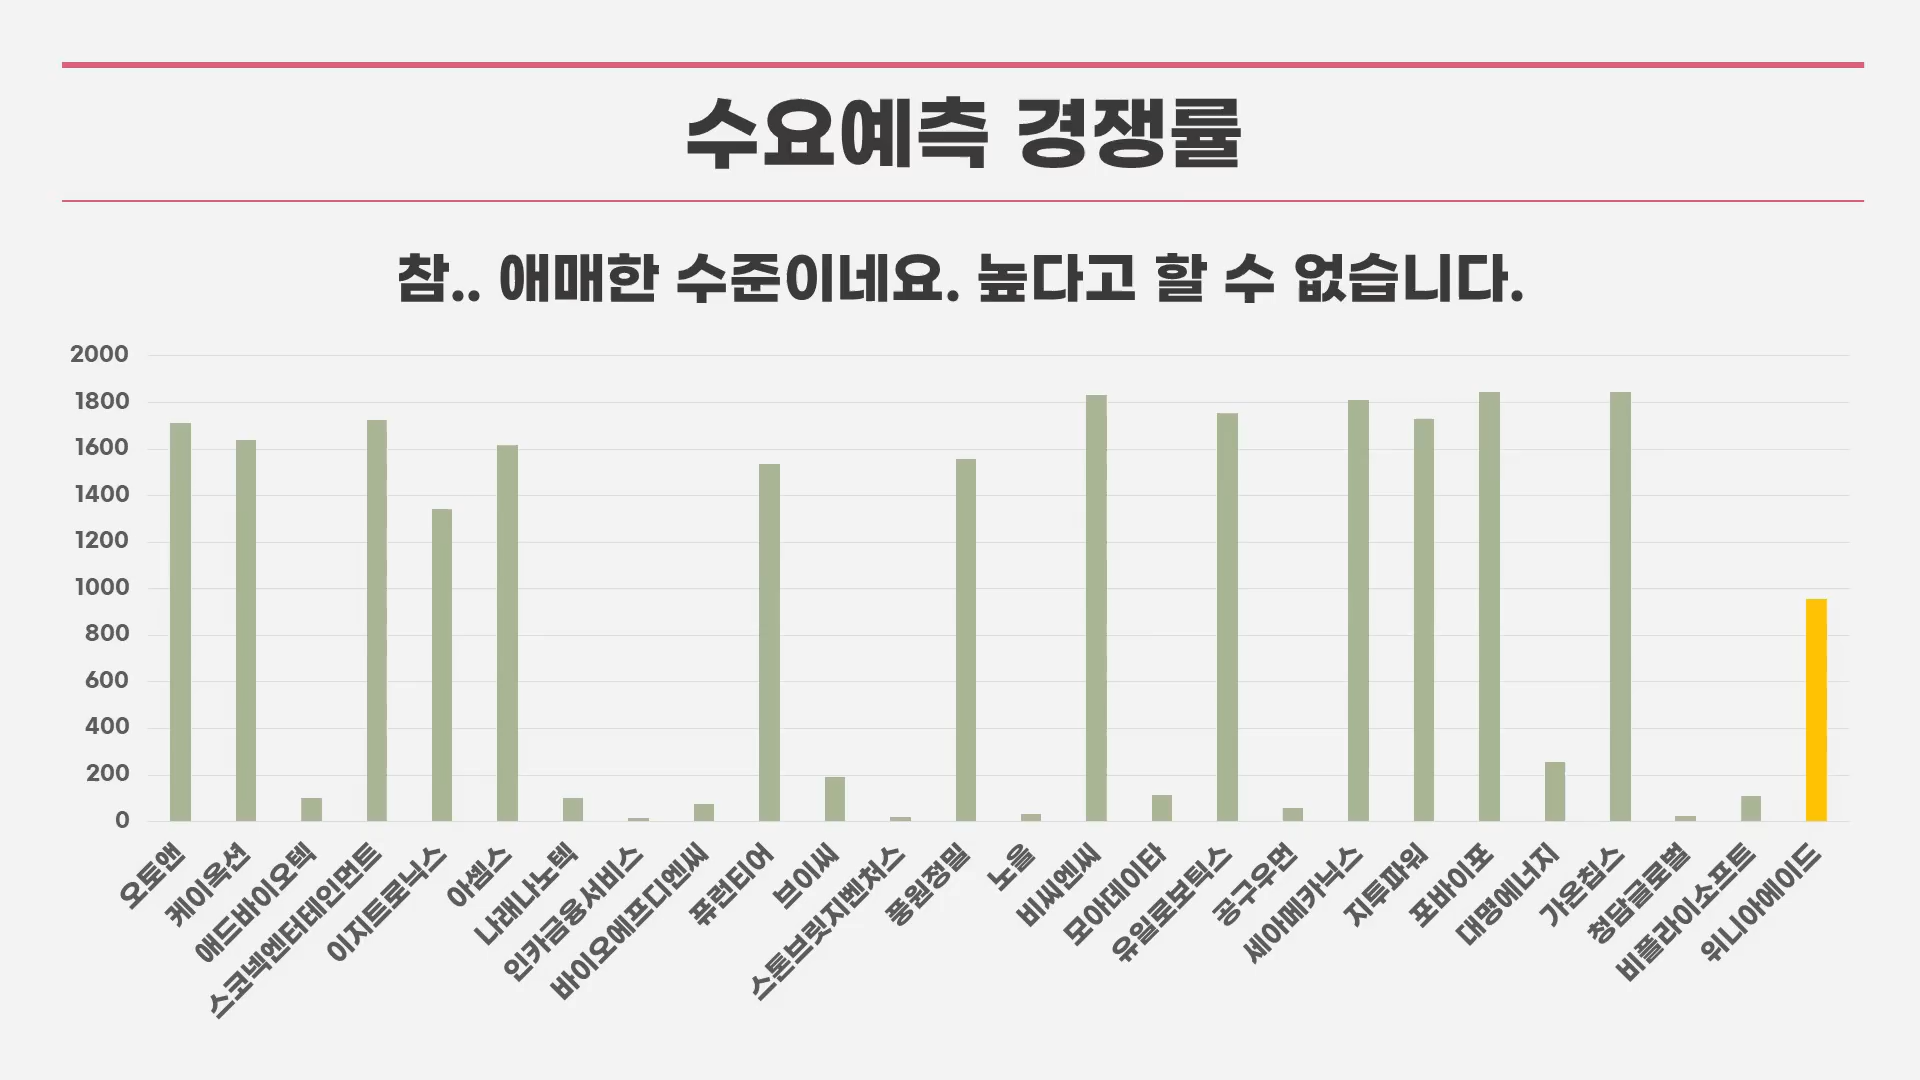 수요예측 경쟁률
참.. 애매한 수준이네요. 높다고 할 수 없습니다.
2000
1800
1600
1400
1200
1000
800
600
400
200
0
오토앤
케이옥션
애드바이오텍
스코넥엔터테인먼트
이지트로닉스
아셈스
나래나노텍
인카금융서비스
바이오에프디엔씨
퓨런티어
브이씨
스톤브릿지벤처스
풍원정밀
노을
비씨엔씨
모아데이타
유일로보틱스
공구우먼
세아메카닉스
지투파워
포바이포
대명에너지
가온칩스
청담글로벌
비플라이소프트
위니아에이드